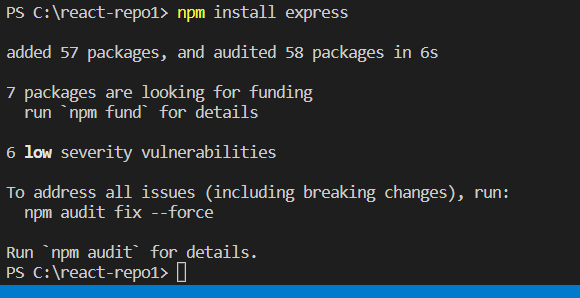 PS C:\react-repo1> npm install express
added 57 packages, and audited 58 packages in 6s
7 packages are looking for funding
  run `npm fund` for details
6 low severity vulnerabilities
To address all issues (including breaking changes), run:
  npm audit fix --force
Run `npm audit` for details.
PS C:\react-repo1>